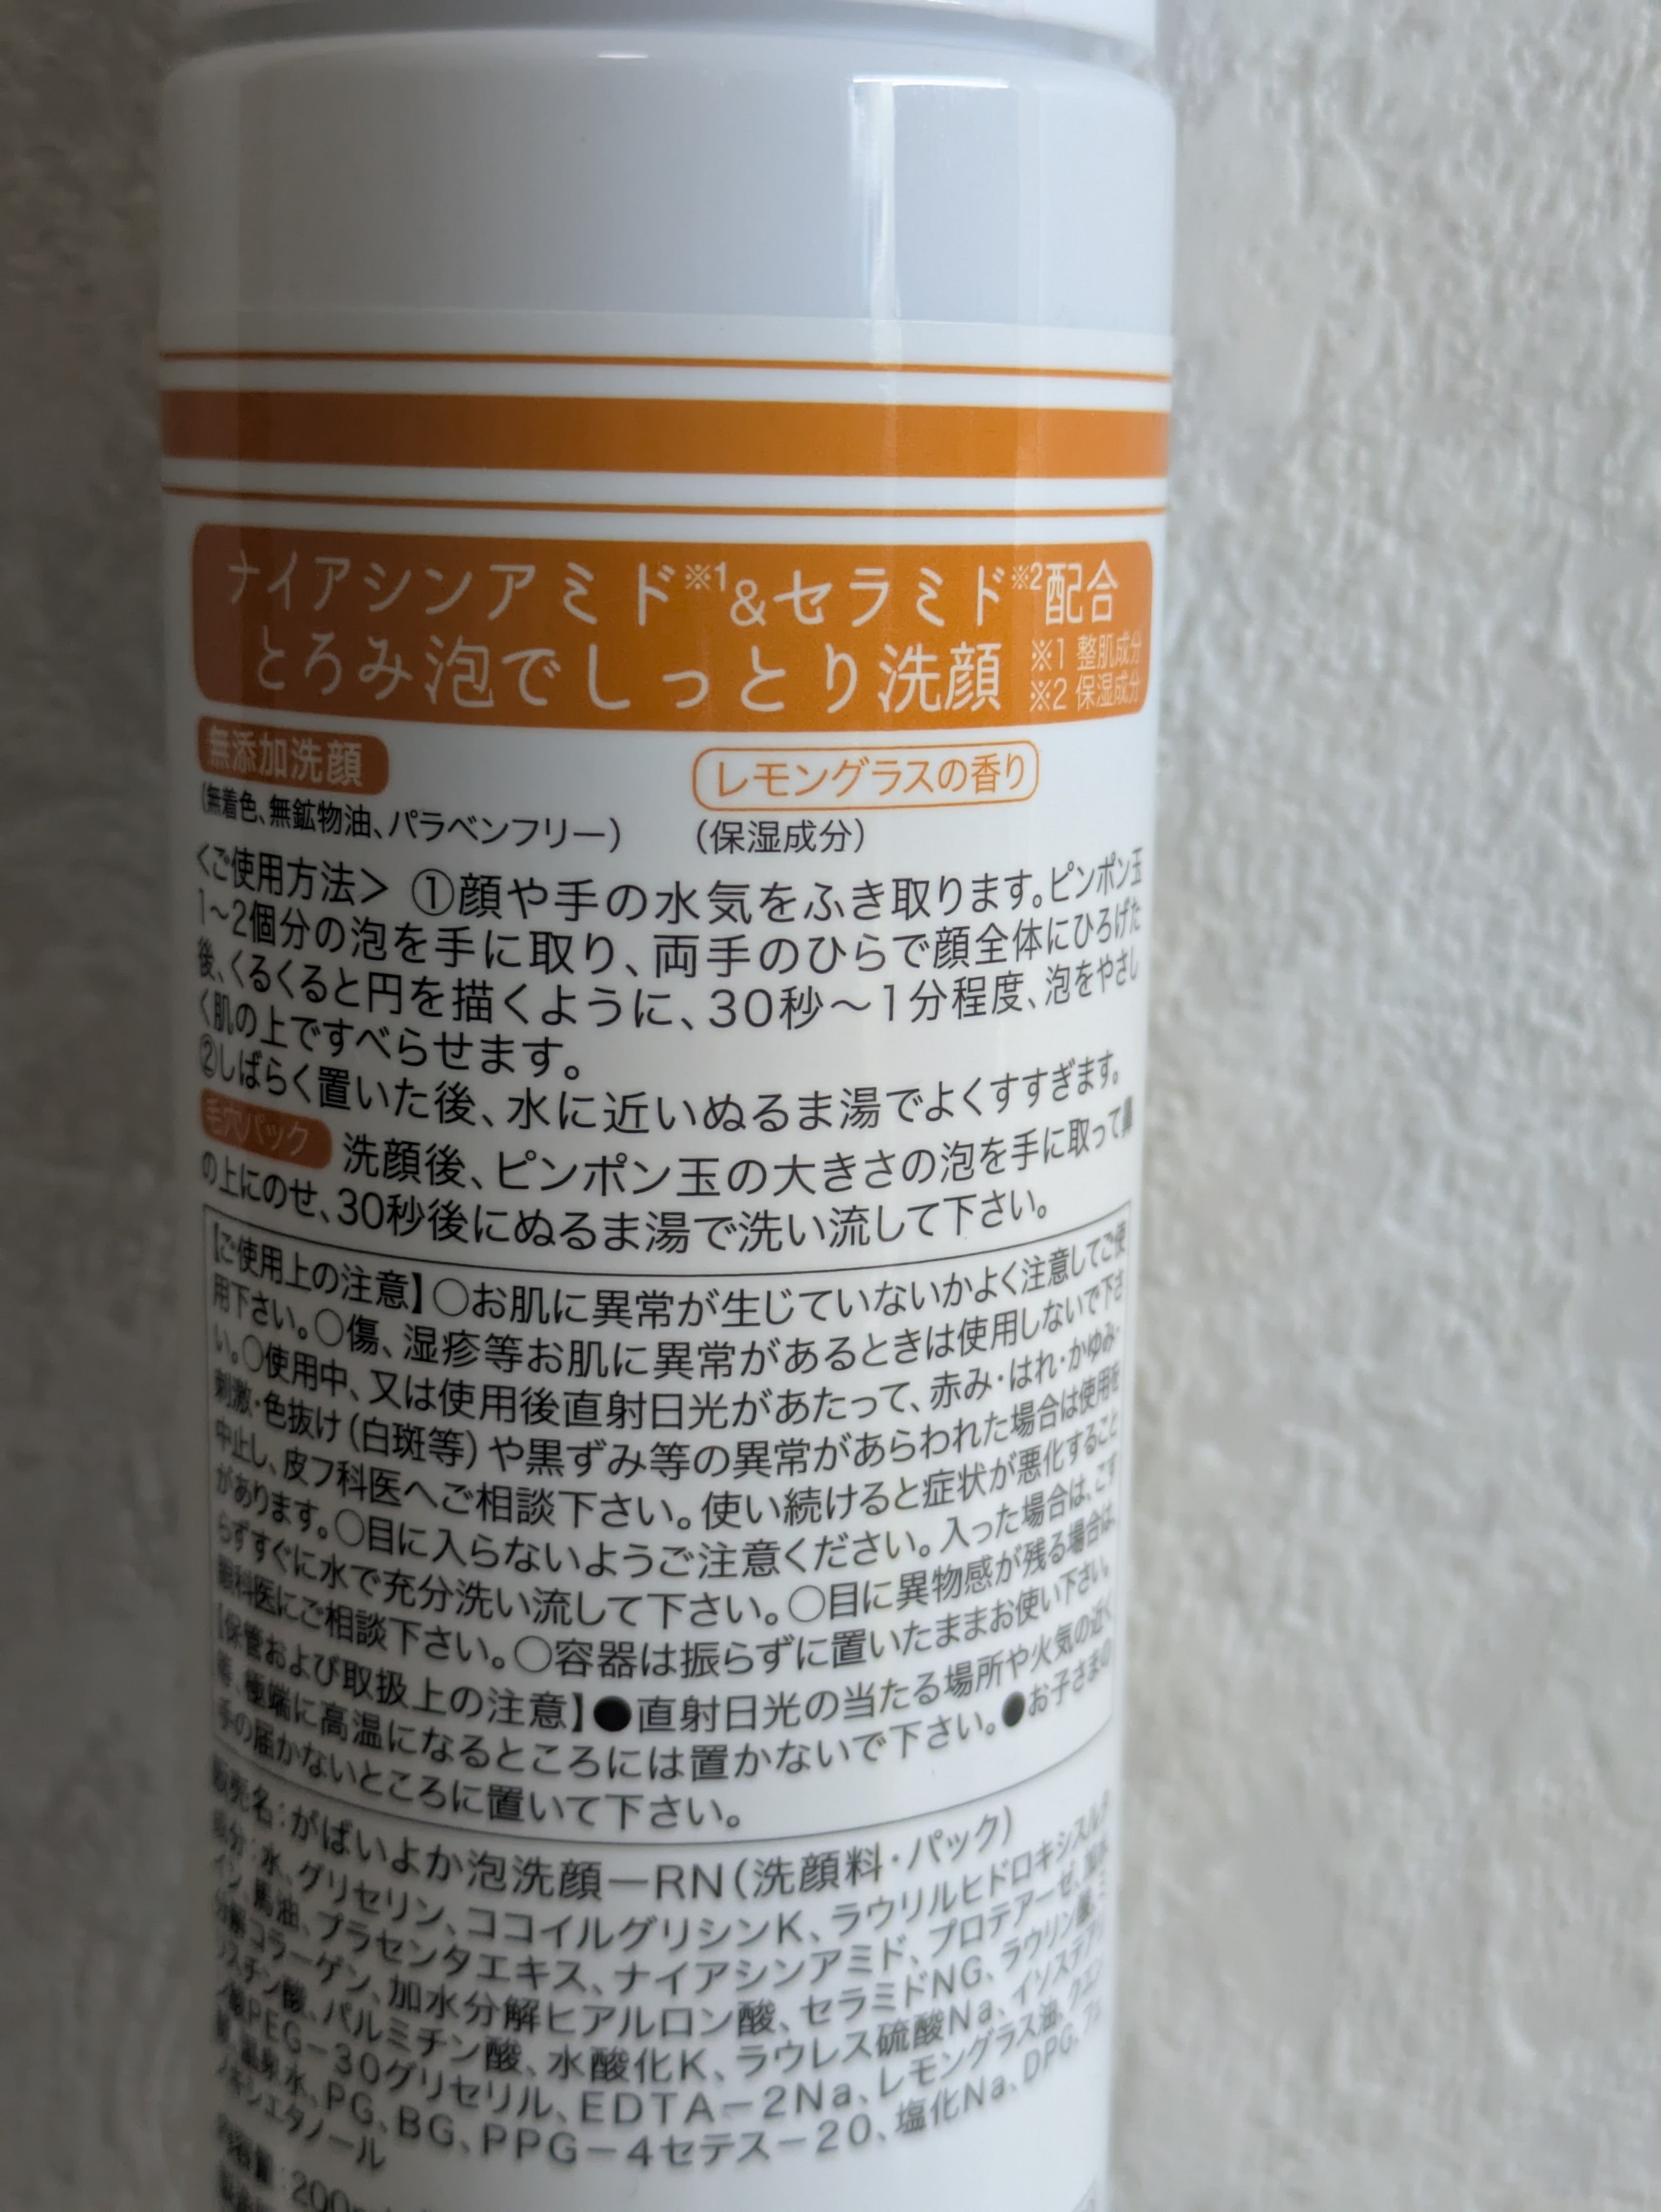 ナイアシンアミド※1&セラミド※2配合
とろみ泡でしっとり洗顔 ※1 整肌成分
※2 保湿成分
無添加洗顔 レモングラスの香り
(無着色、無鉱物油、パラベンフリー) (保湿成分)
<ご使用方法> ①顔や手の水気をふき取ります。ピンポン玉
1〜2個分の泡を手に取り、両手のひらで顔全体にひろげた
後、くるくると円を描くように、30秒〜1分程度、泡をやさし
く肌の上ですべらせます。
②しばらく置いた後、水に近いぬるま湯でよくすすぎます。
毛穴パック 洗顔後、ピンポン玉の大きさの泡を手に取って鼻
の上にのせ、30秒後にぬるま湯で洗い流して下さい。
【ご使用上の注意】○お肌に異常が生じていないかよく注意してご使
用下さい。○傷、湿疹等お肌に異常があるときは使用しないで下さ
い。○使用中、又は使用後直射日光があたって、赤み・はれ・かゆみ・
刺激・色抜け(白斑等)や黒ずみ等の異常があらわれた場合は使用を
中止し、皮フ科医へご相談下さい。使い続けると症状が悪化すること
があります。○目に入らないようご注意ください。入った場合は、こす
らずすぐに水で充分洗い流して下さい。○目に異物感が残る場合は、
眼科医にご相談下さい。○容器は振らずに置いたままお使い下さい。
【保管および取扱上の注意】●直射日光の当たる場所や火気の近く
等、極端に高温になるところには置かないで下さい。●お子さまの
手の届かないところに置いて下さい。
販売名:がばいよか泡洗顔ーRN(洗顔料・パック)
成分:水、グリセリン、ココイルグリシンK、ラウリルヒドロキシスルタ
イン、馬油、プラセンタエキス、ナイアシンアミド、プロテアーゼ、加水
分解コラーゲン、加水分解ヒアルロン酸、セラミドNG、ラウリン酸、ミ
リスチン酸、パルミチン酸、水酸化K、ラウレス硫酸Na、イソステアリ
ン酸PEG－30グリセリル、EDTA－2Na、レモングラス油、クエン
酸、温泉水、PG、BG、PPG－4セテス－20、塩化Na、DPG、フェ
ノキシエタノール
内容量:200